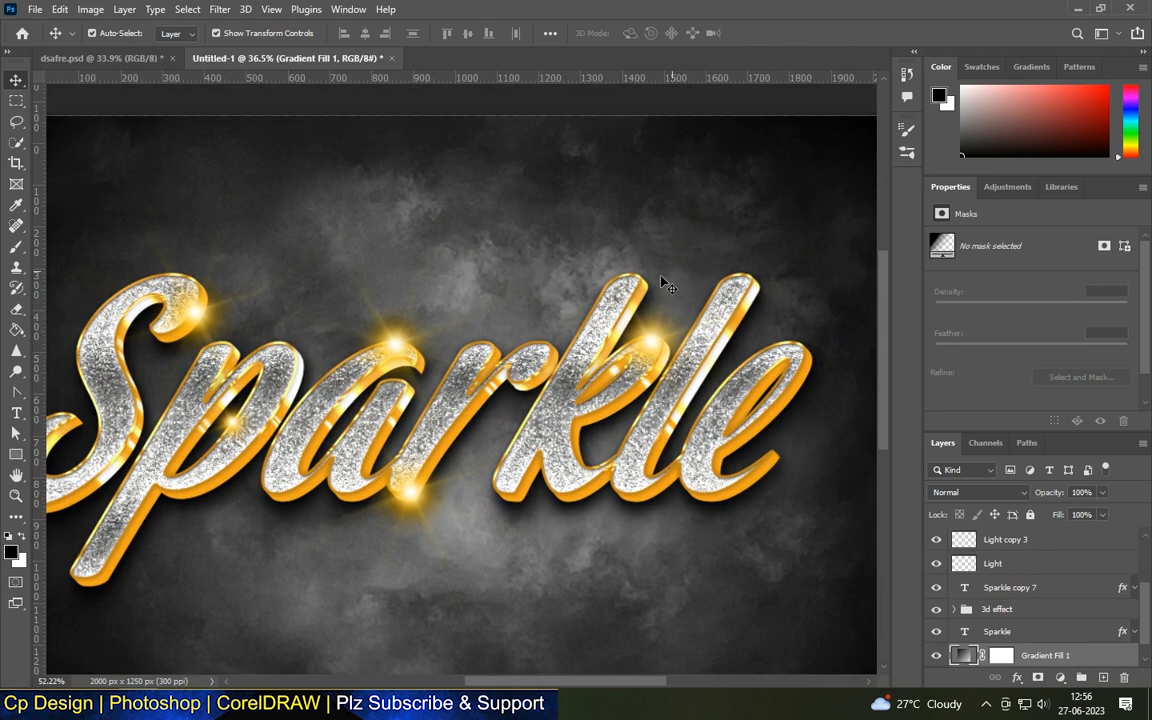 File Edit Image Layer Type Select Filter 3D View Plugins Window Help
Auto-Select: Layer Show Transform Controls 3D Mode:
dsafre.psd @ 33.9% (RGB/8) * Untitled-1 @ 36.5% (Gradient Fill 1, RGB/8#) *
100 200 300 400 500 600 700 800 900 1000 1100 1200 1300 1400 1500 1600 1700 1800 1900
Color Swatches Gradients Patterns
Properties Adjustments Libraries
Masks
No mask selected
Density:
Feather:
Refine: Select and Mask...
Sparkle
Layers Channels Paths
Kind
Normal Opacity: 100%
Lock: Fill: 100%
Light copy 3
Light
Sparkle copy 7 fx
3d effect
Sparkle fx
Gradient Fill 1
52.22% 2000 px x 1250 px (300 ppi)
fx
Cp Design | Photoshop | CorelDRAW | Plz Subscribe & Support
27°C Cloudy
12:56
27-06-2023